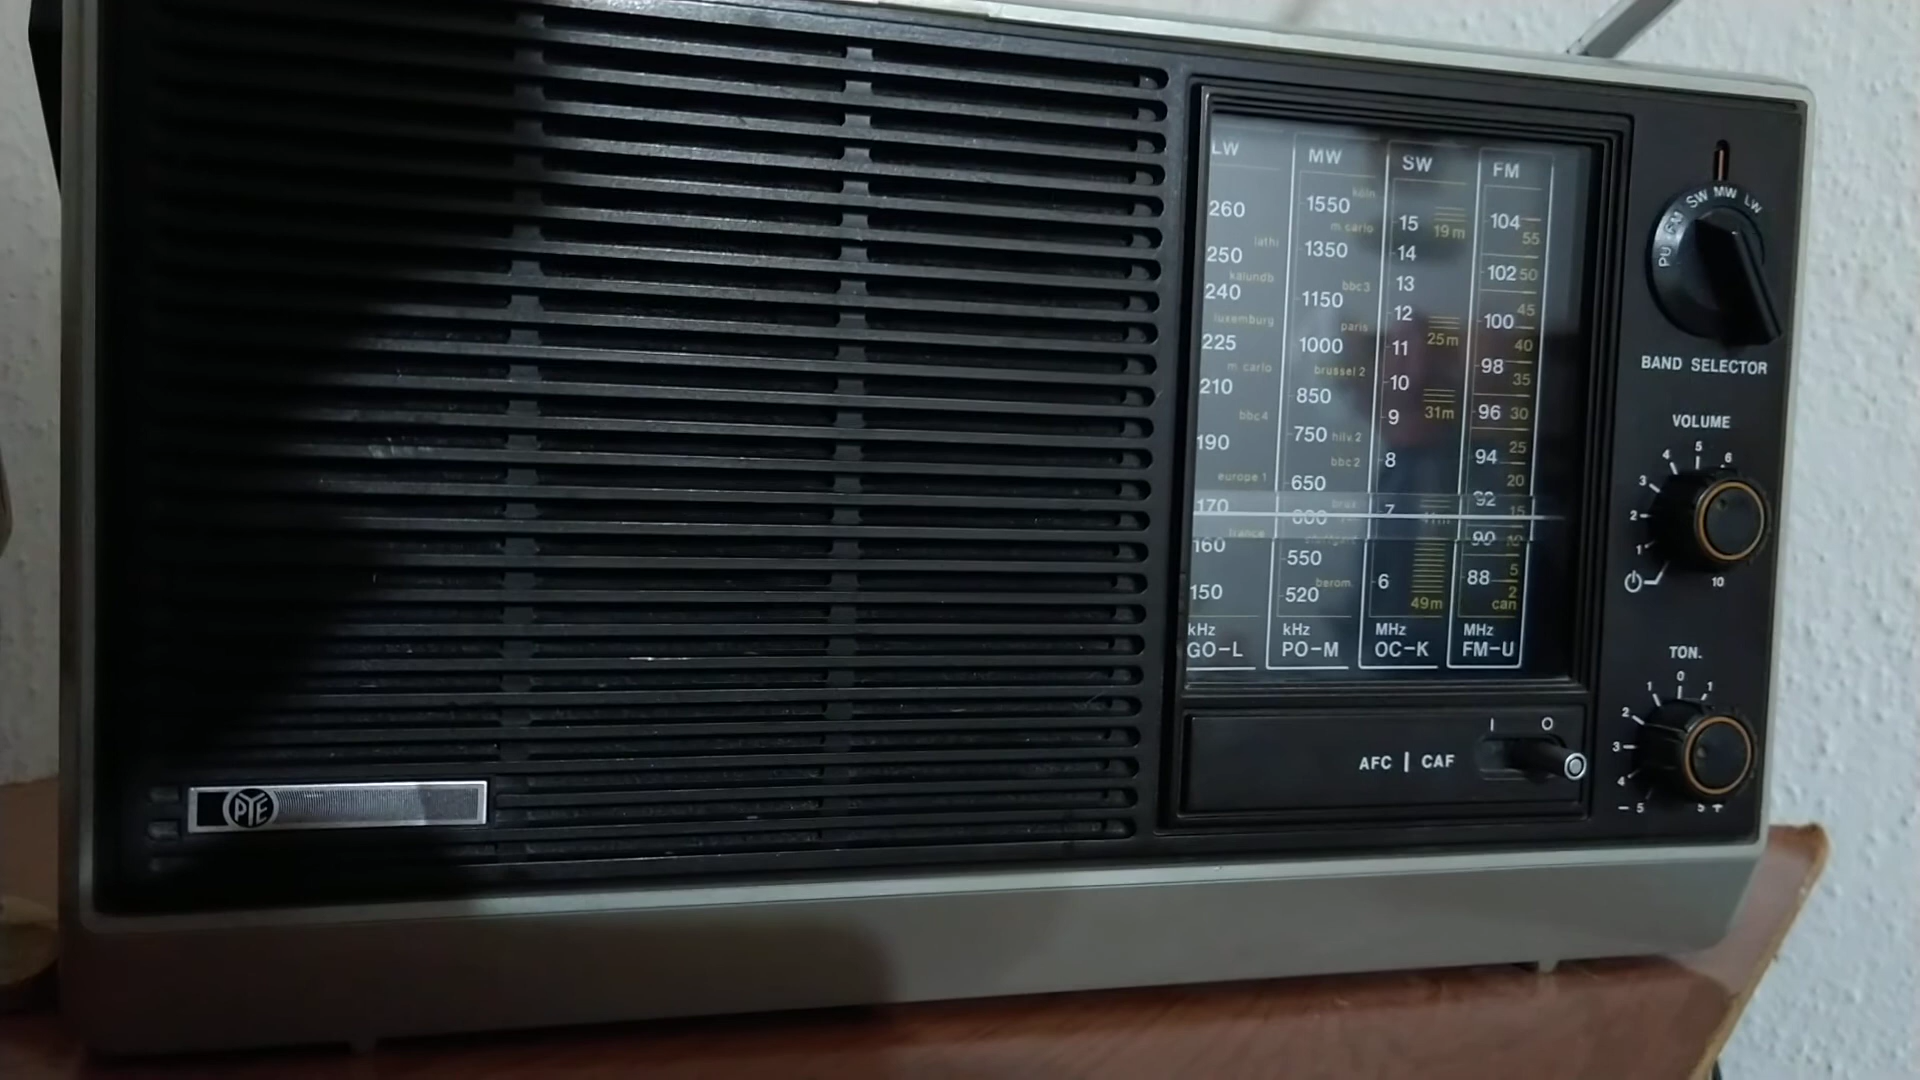 LW MW SW FM
260
250 lathi
kalundb
240
luxemburg
225
m. carlo
210
bbc4
190
europe 1
170
france
160
150
kHz
GO-L
köln
1550
m. carlo
1350
bbc3
1150
paris
1000
brussel 2
850
750 hilv. 2
bbc2
650
600
550
berom.
520
kHz
PO-M
15 19m
14
13
12
25m
11
10
31m
9
8
7
6
49m
MHz
OC-K
104
55
102 50
45
100
40
98
35
96 30
25
94
20
92
15
90 10
5
88
2
can
MHz
FM-U
PU FM SW MW LW
BAND SELECTOR
VOLUME
1 2 3 4 5 6
10
TON.
0
1 1
2
3
4
- 5 5 +
I O
AFC | CAF
PYE